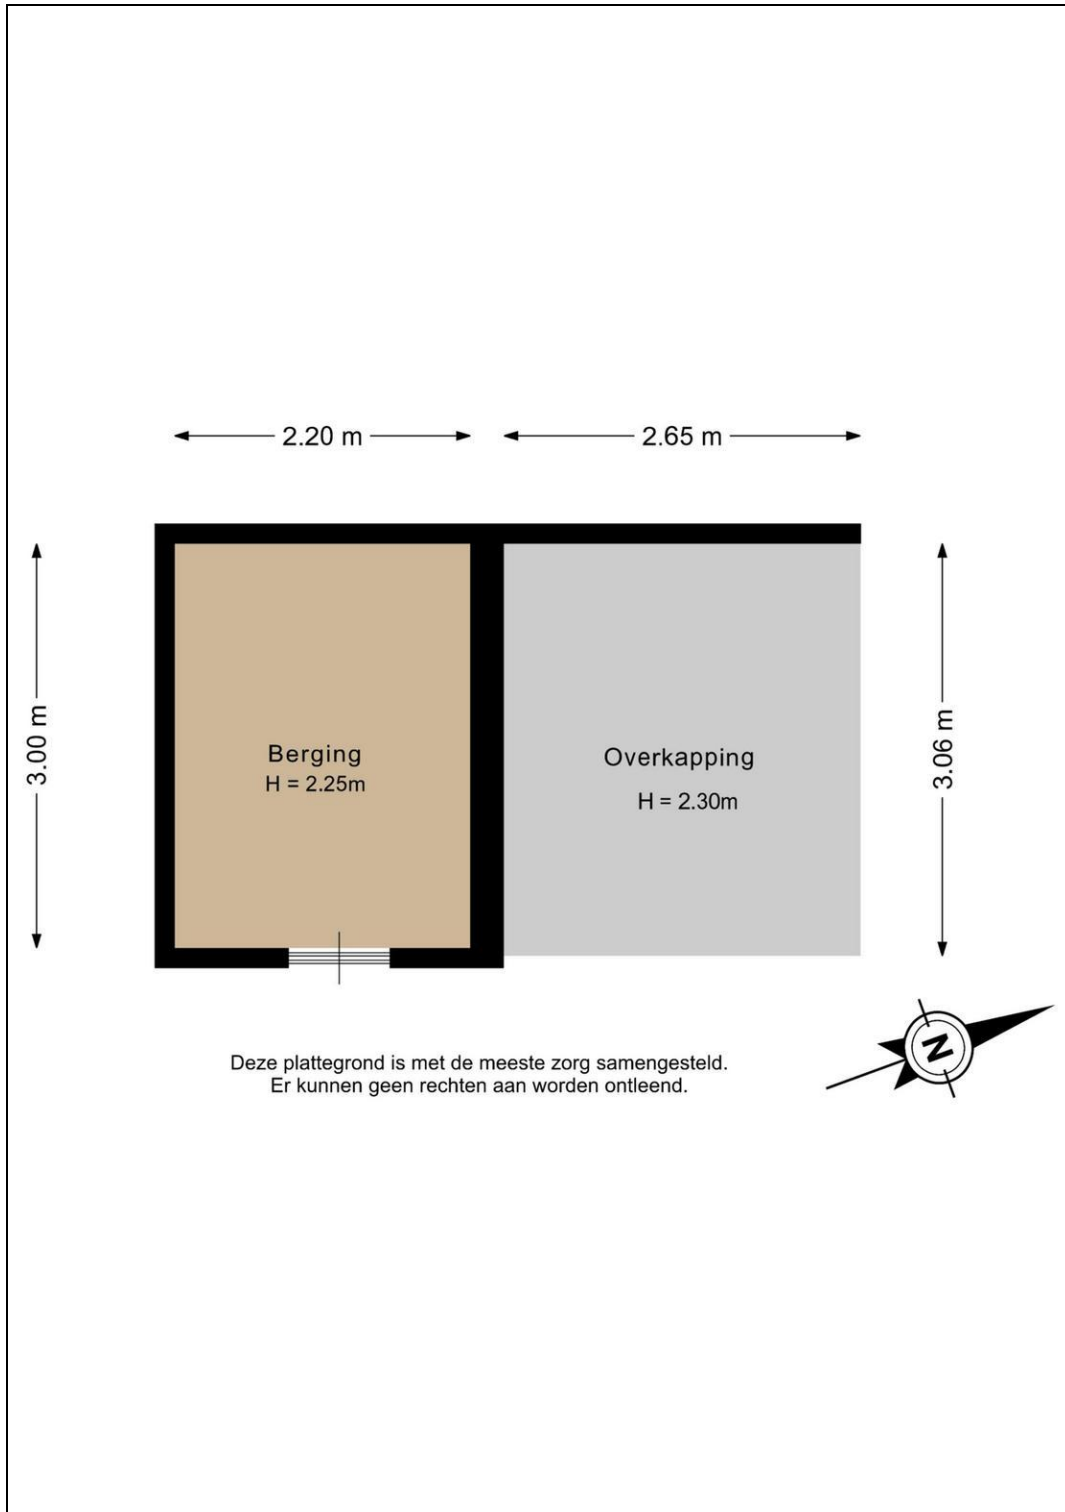 2.20 m
2.65 m
3.00 m
3.06 m
Berging
H = 2.25m
Overkapping
H = 2.30m
N
Deze plattegrond is met de meeste zorg samengesteld.
Er kunnen geen rechten aan worden ontleend.